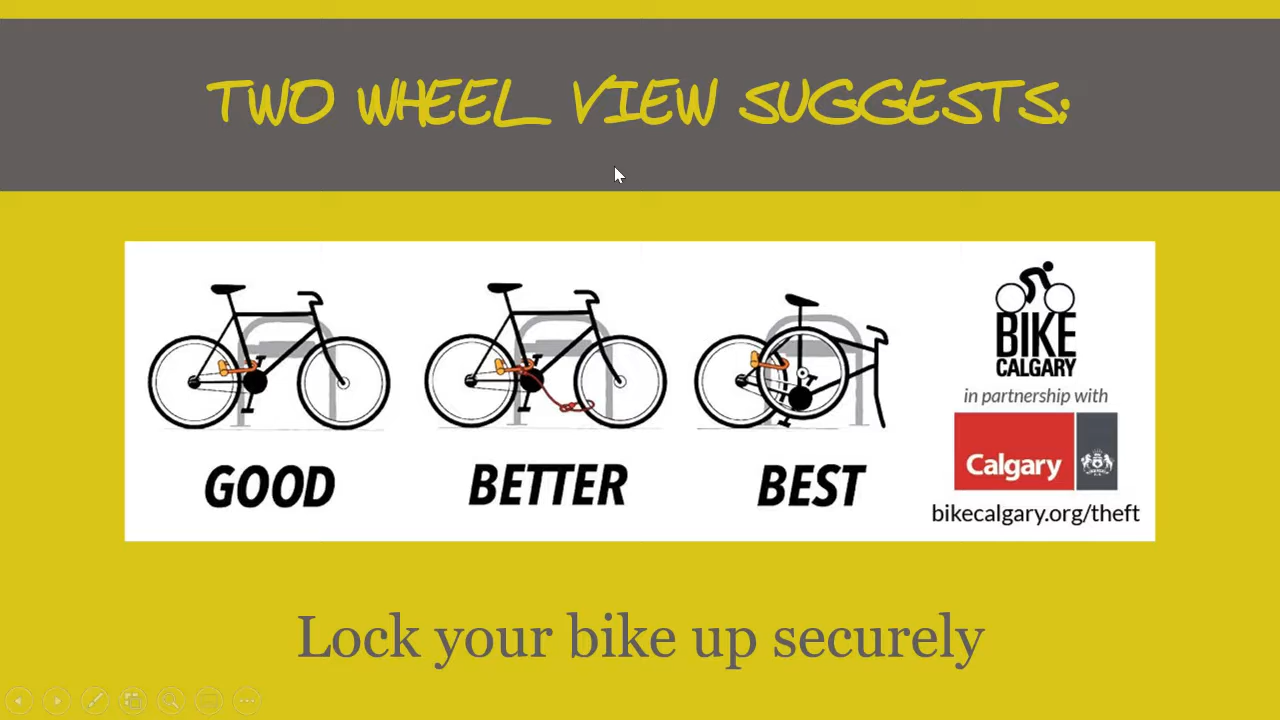 TWO WHEEL VIEW SUGGESTS:
GOOD
BETTER
BEST
BIKE
CALGARY
in partnership with
Calgary
bikecalgary.org/theft
Lock your bike up securely